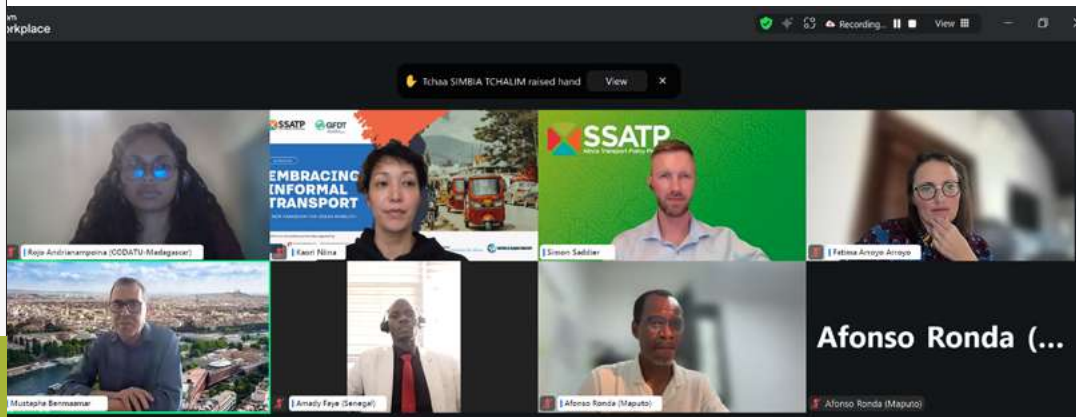 rkplace
Recording...
View
Tchaa SIMBIA TCHALIM raised hand
View
SSATP
GFDT
EMBRACING
INFORMAL
TRANSPORT
SSATP
Africa Transport Policy
Rojo Andrianampoina (CODATU-Madagascar)
Kaori Niina
Simon Saddier
Fatima Arroyo Arroyo
Afonso Ronda (...
Mustapha Benmaamar
Amady Faye (Senegal)
Afonso Ronda (Maputo)
Afonso Ronda (Maputo)